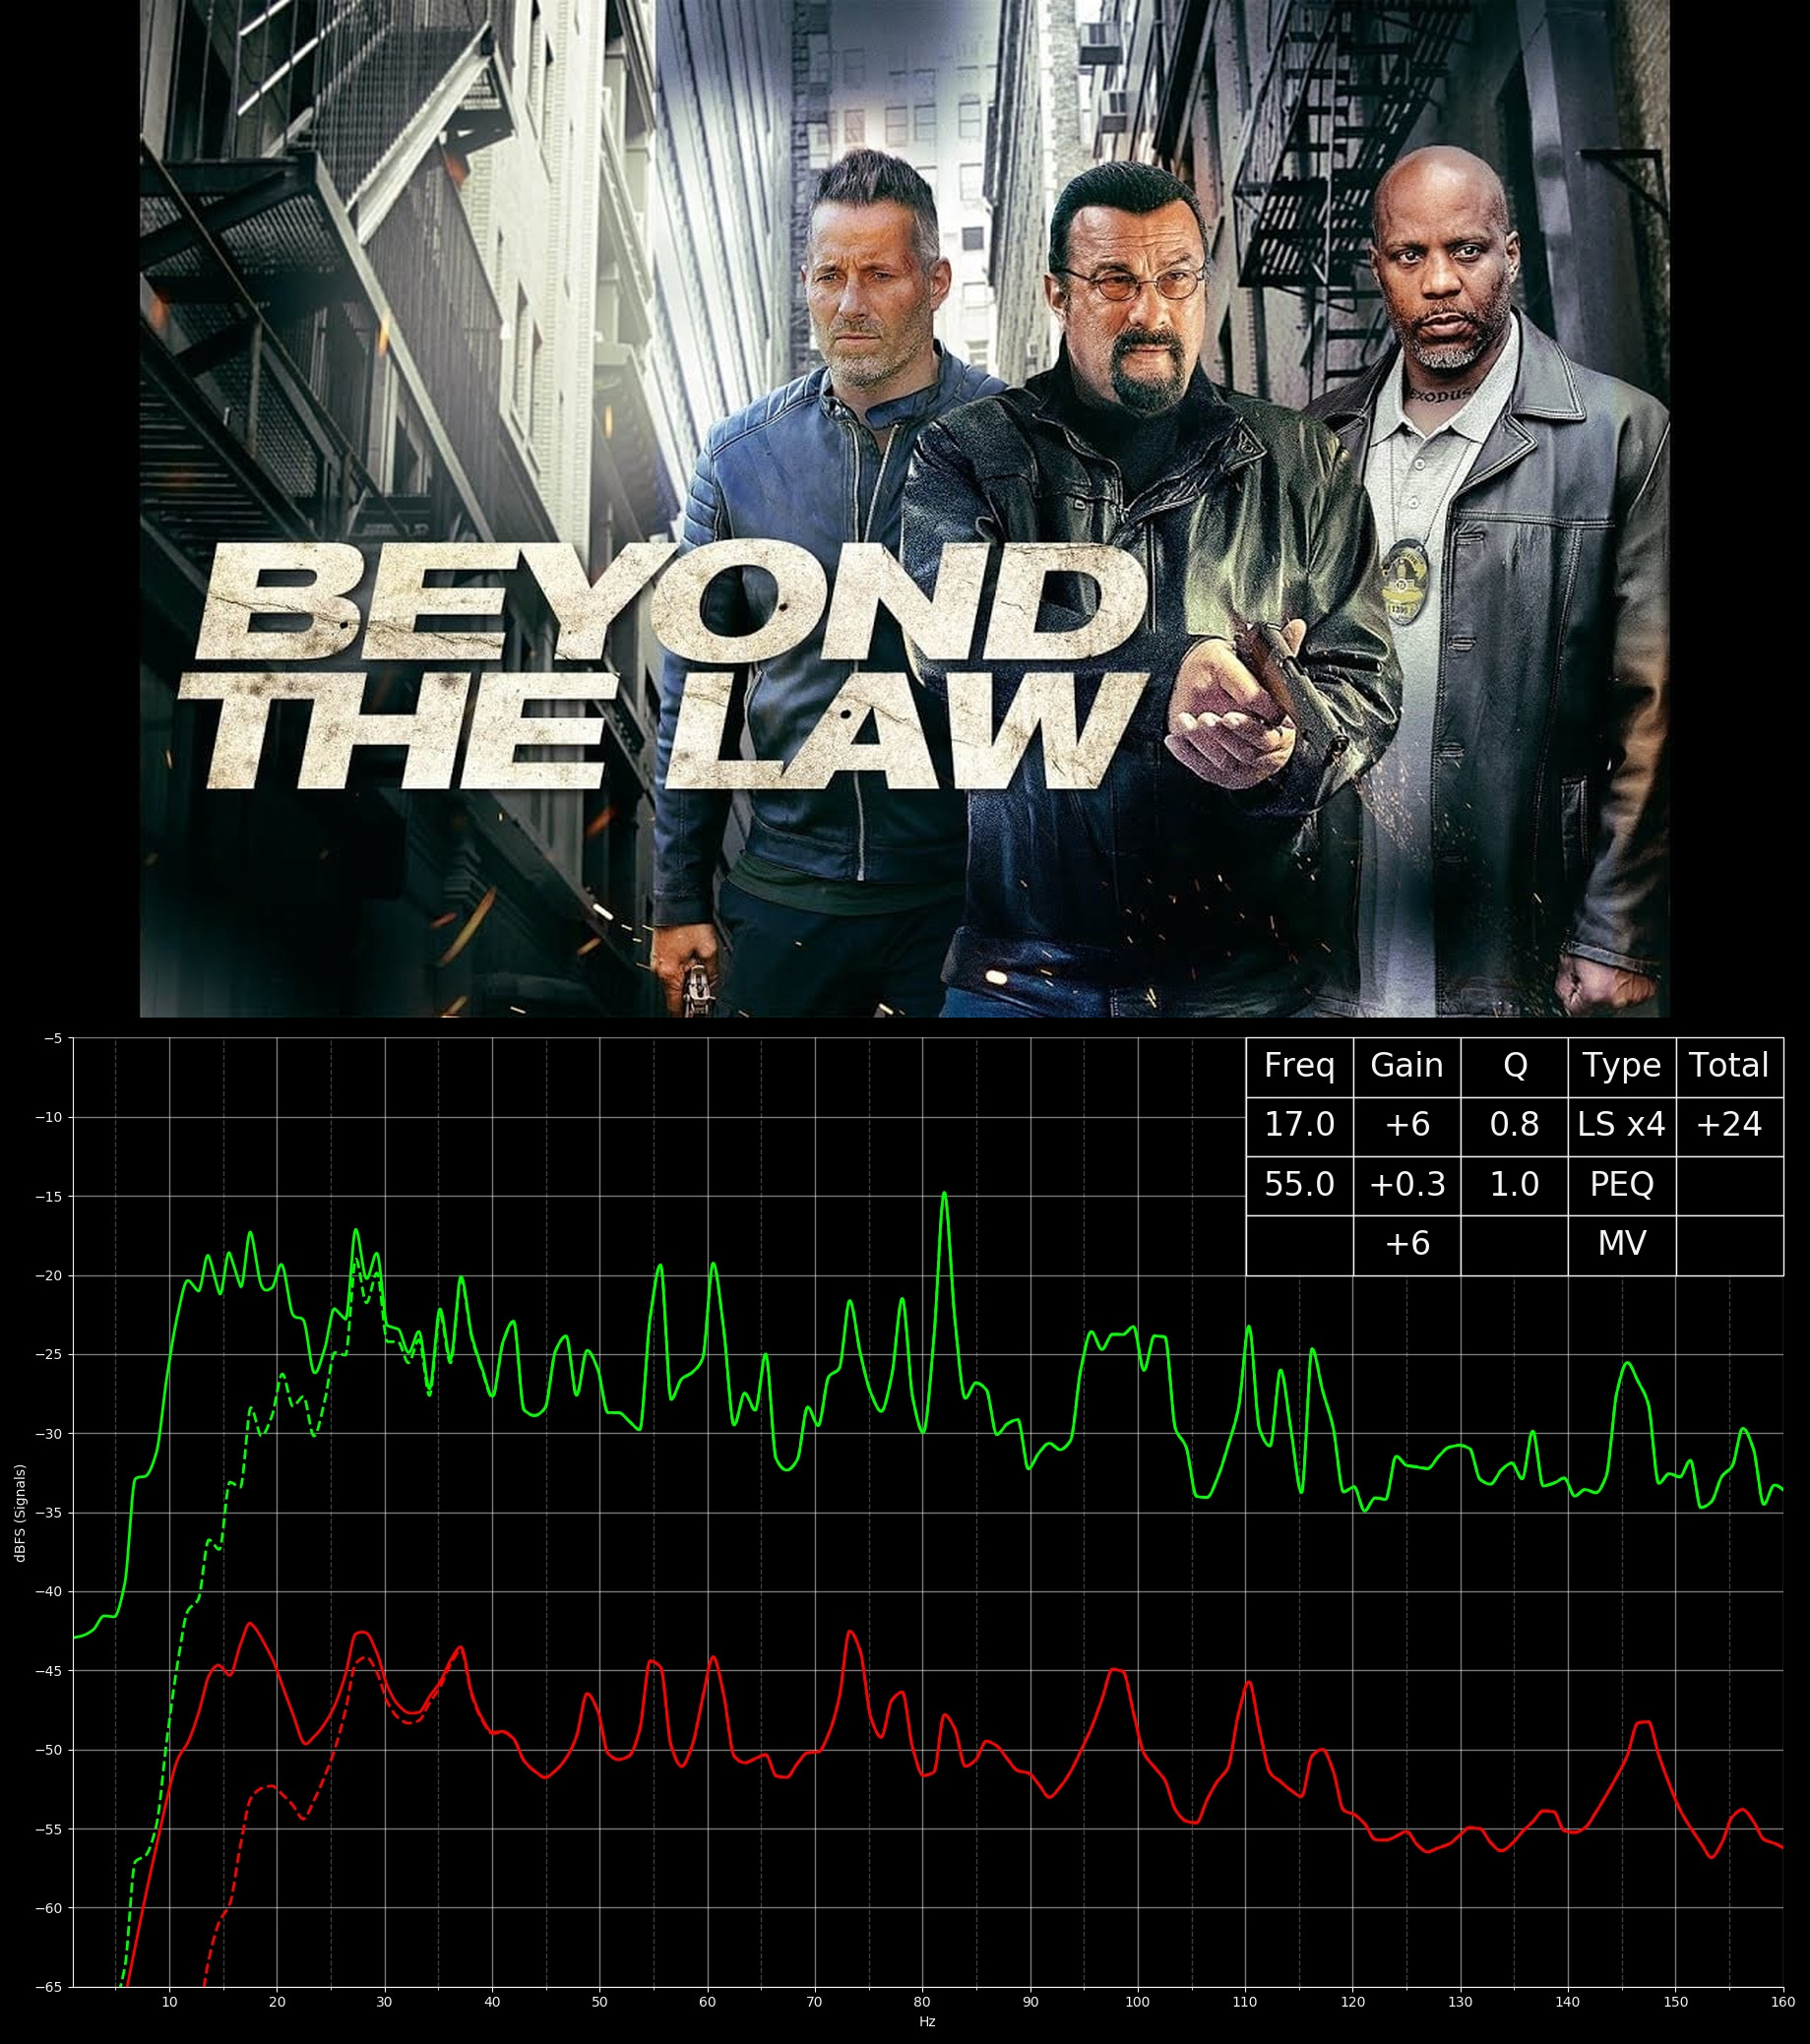 EXODUS
BEYOND
THE LAW
Freq Gain Q Type Total
17.0 +6 0.8 LS x4 +24
55.0 +0.3 1.0 PEQ
+6 MV
−5
−10
−15
−20
−25
−30
−35
−40
−45
−50
−55
−60
−65
dBFS (Signals)
10 20 30 40 50 60 70 80 90 100 110 120 130 140 150 160
Hz